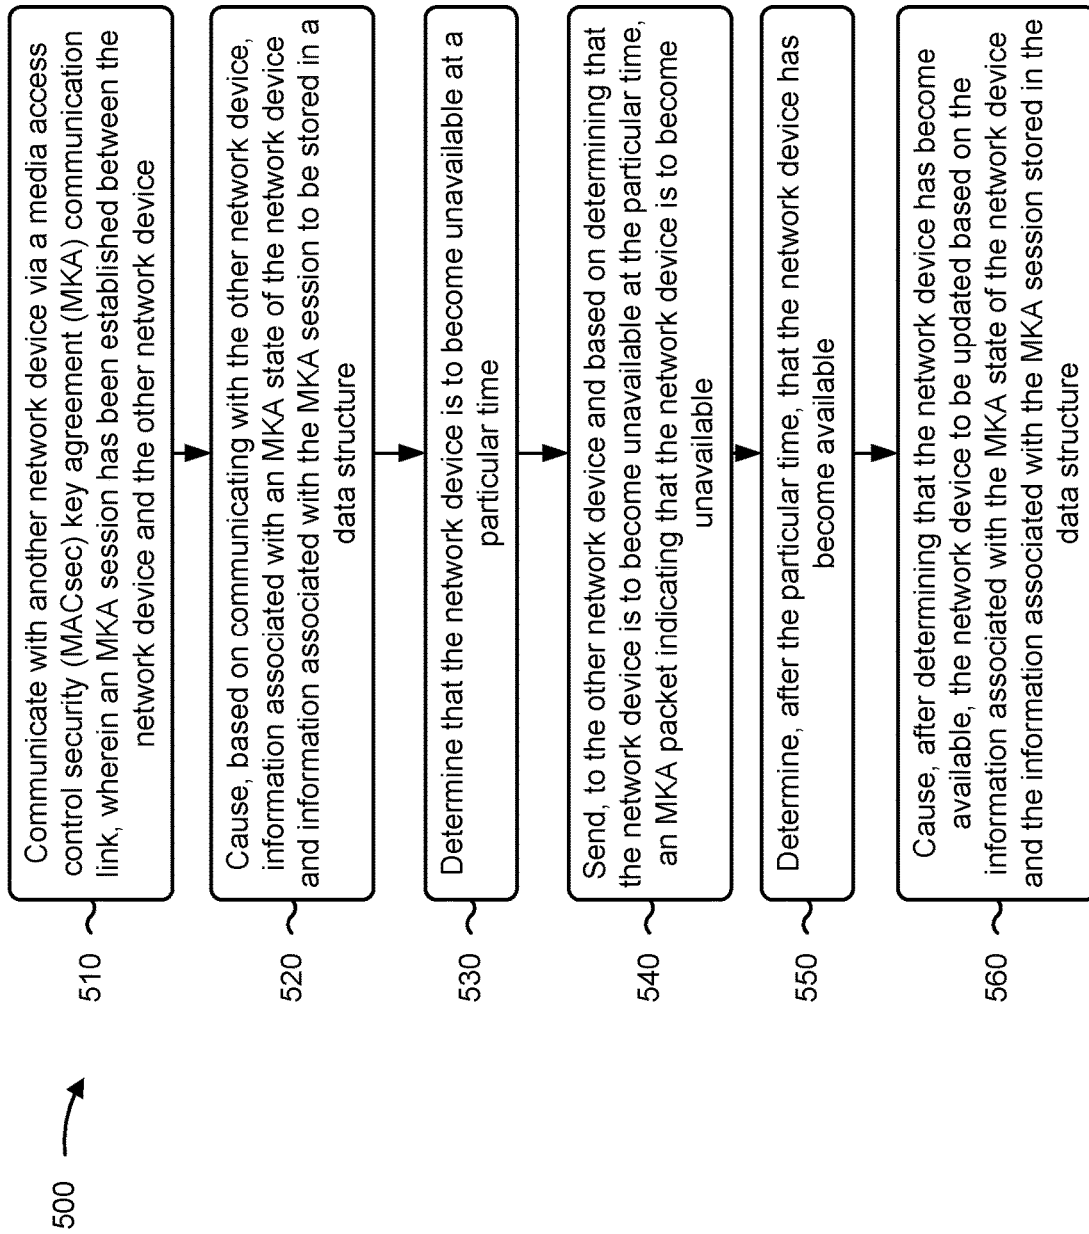 500
510
Communicate with another network device via a media access
control security (MACsec) key agreement (MKA) communication
link, wherein an MKA session has been established between the
network device and the other network device
520
Cause, based on communicating with the other network device,
information associated with an MKA state of the network device
and information associated with the MKA session to be stored in a
data structure
530
Determine that the network device is to become unavailable at a
particular time
540
Send, to the other network device and based on determining that
the network device is to become unavailable at the particular time,
an MKA packet indicating that the network device is to become
unavailable
550
Determine, after the particular time, that the network device has
become available
560
Cause, after determining that the network device has become
available, the network device to be updated based on the
information associated with the MKA state of the network device
and the information associated with the MKA session stored in the
data structure